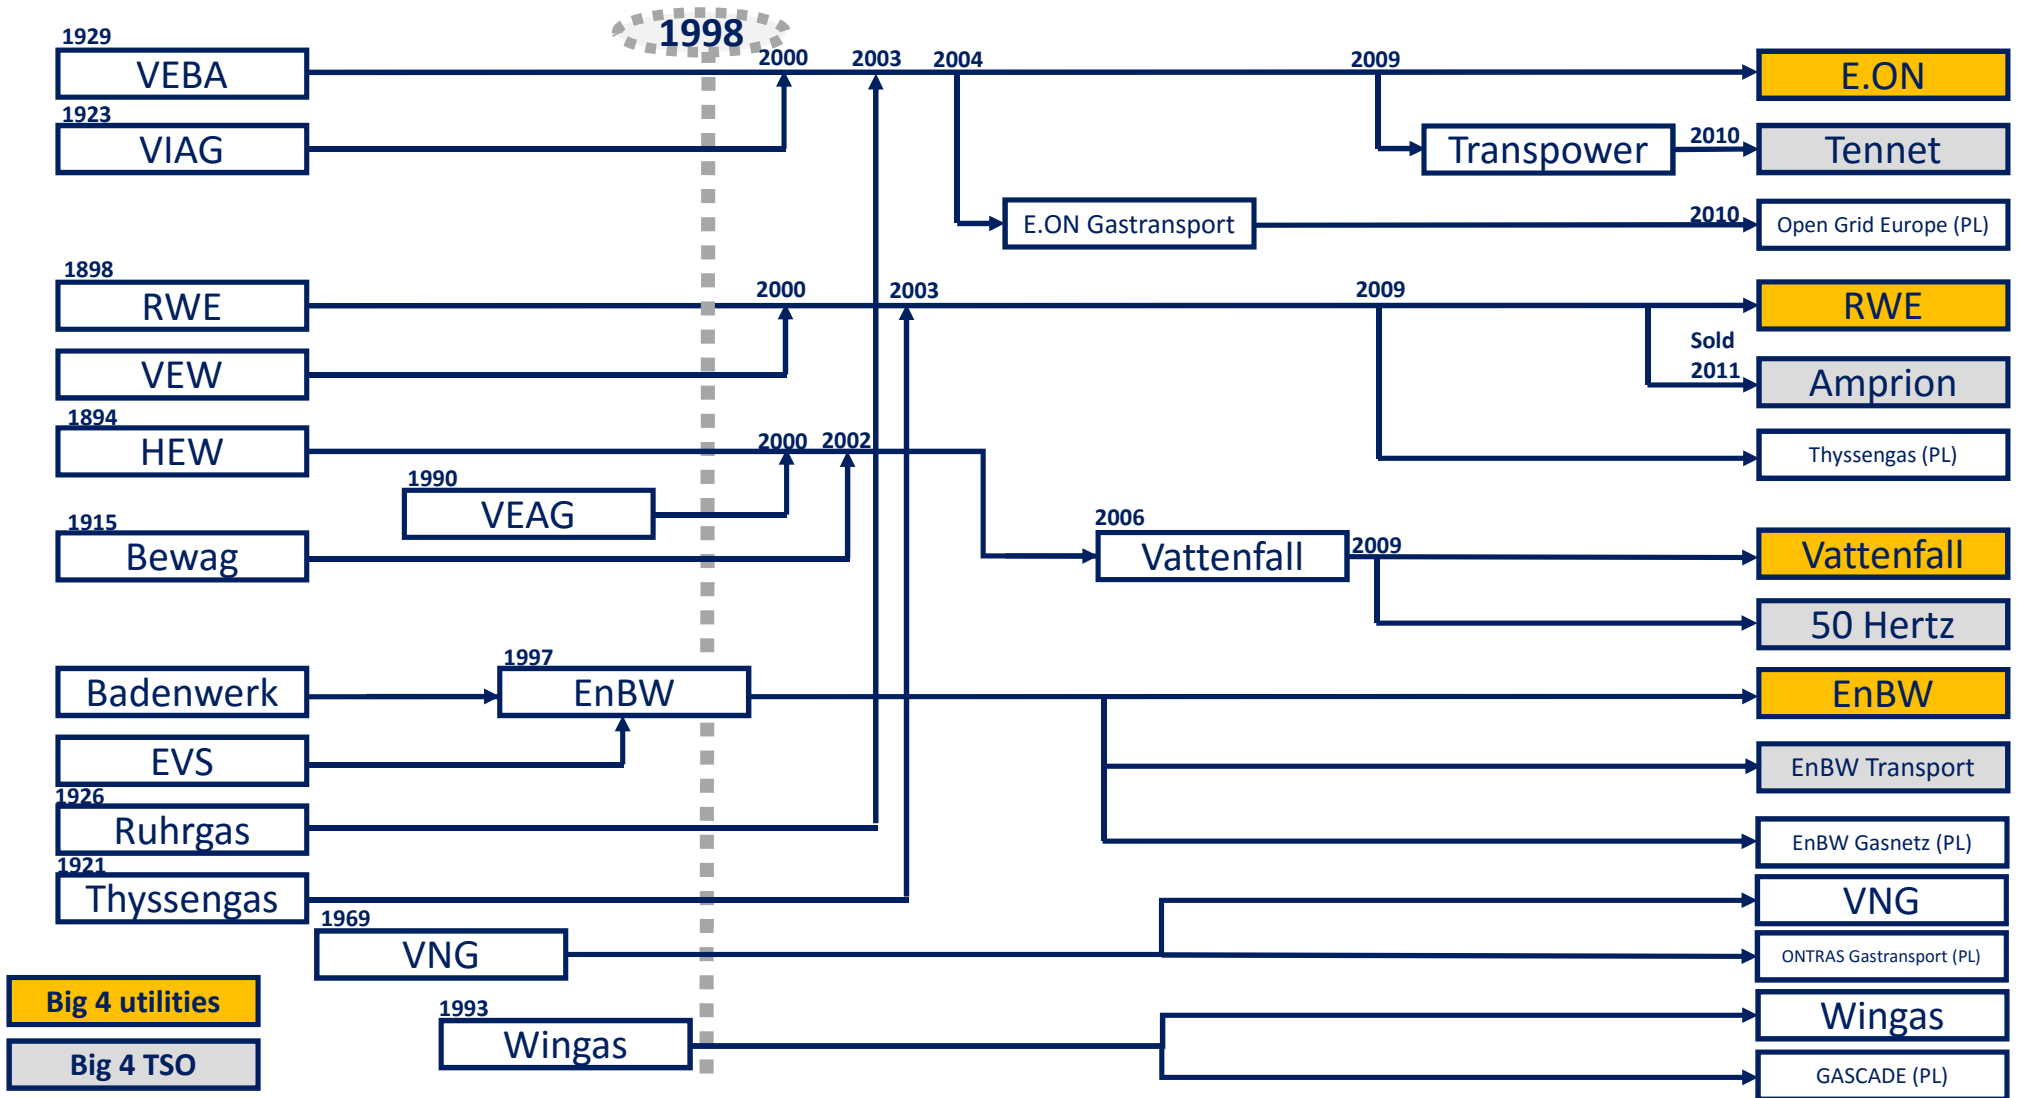 1998
1929
VEBA
2000
2003
2004
2009
E.ON
1923
VIAG
Transpower
2010
Tennet
E.ON Gastransport
2010
Open Grid Europe (PL)
1898
RWE
2000
2003
2009
RWE
VEW
Sold
2011
Amprion
1894
HEW
2000
2002
Thyssengas (PL)
1990
VEAG
1915
Bewag
2006
Vattenfall
2009
Vattenfall
50 Hertz
Badenwerk
1997
EnBW
EnBW
EVS
EnBW Transport
1926
Ruhrgas
EnBW Gasnetz (PL)
1921
Thyssengas
VNG
1969
VNG
ONTRAS Gastransport (PL)
Big 4 utilities
1993
Wingas
Wingas
Big 4 TSO
GASCADE (PL)